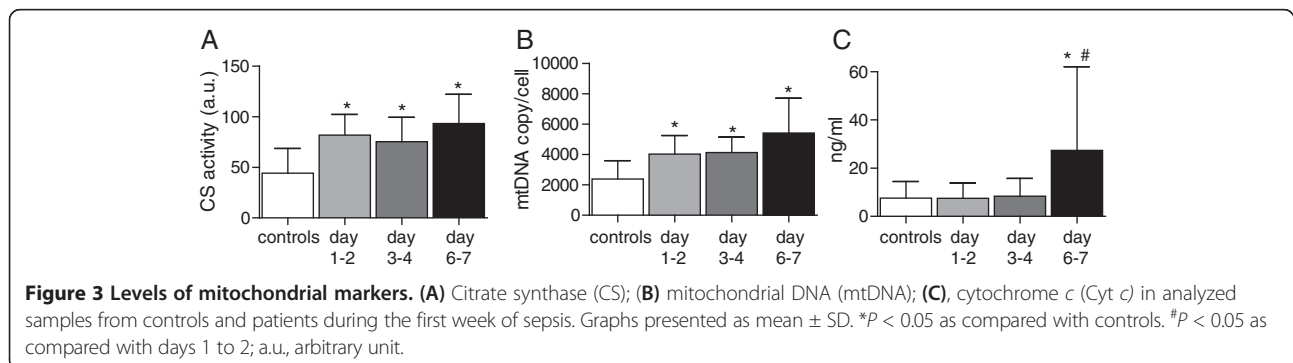 A
B
C
CS activity (a.u.)
150
100
50
0
* * *
controls day 1-2 day 3-4 day 6-7
mtDNA copy/cell
10000
8000
6000
4000
2000
0
* * *
controls day 1-2 day 3-4 day 6-7
ng/ml
60
40
20
0
* #
controls day 1-2 day 3-4 day 6-7
Figure 3 Levels of mitochondrial markers. (A) Citrate synthase (CS); (B) mitochondrial DNA (mtDNA); (C), cytochrome c (Cyt c) in analyzed
samples from controls and patients during the first week of sepsis. Graphs presented as mean ± SD. *P < 0.05 as compared with controls. #P < 0.05 as
compared with days 1 to 2; a.u., arbitrary unit.